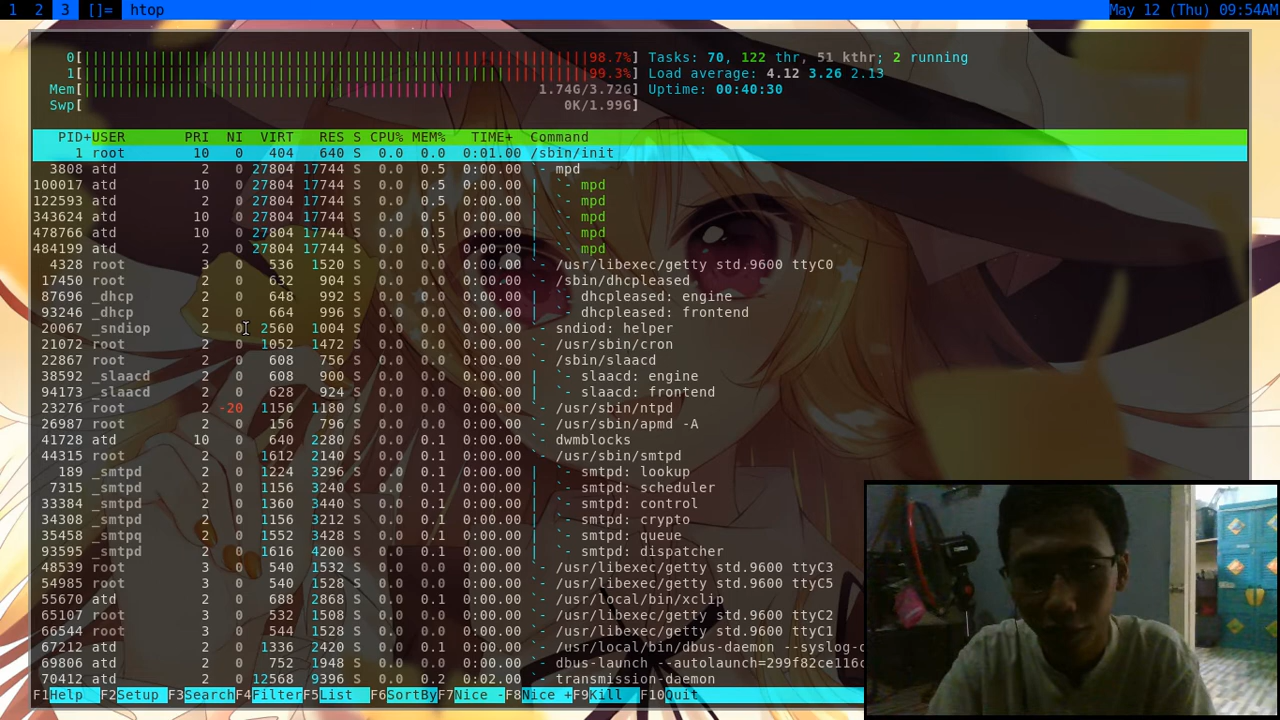 1 2 3 []= htop May 12 (Thu) 09:54AM
0[||||||||||||||||||||||||||||||||||||||||||||||||||||||||||||98.7%] Tasks: 70, 122 thr, 51 kthr; 2 running
1[||||||||||||||||||||||||||||||||||||||||||||||||||||||||||||99.3%] Load average: 4.12 3.26 2.13
Mem[||||||||||||||||||||||||||||||||||||||||||||| 1.74G/3.72G] Uptime: 00:40:30
Swp[ 0K/1.99G]
PID+USER PRI NI VIRT RES S CPU% MEM% TIME+ Command
1 root 10 0 404 640 S 0.0 0.0 0:01.00 /sbin/init
3808 atd 2 0 27804 17744 S 0.0 0.5 0:00.00 `- mpd
100017 atd 10 0 27804 17744 S 0.0 0.5 0:00.00 | `- mpd
122593 atd 2 0 27804 17744 S 0.0 0.5 0:00.00 | `- mpd
343624 atd 10 0 27804 17744 S 0.0 0.5 0:00.00 | `- mpd
478766 atd 10 0 27804 17744 S 0.0 0.5 0:00.00 | `- mpd
484199 atd 2 0 27804 17744 S 0.0 0.5 0:00.00 | `- mpd
4328 root 3 0 536 1520 S 0.0 0.0 0:00.00 `- /usr/libexec/getty std.9600 ttyC0
17450 root 2 0 632 904 S 0.0 0.0 0:00.00 `- /sbin/dhcpleased
87696 _dhcp 2 0 648 992 S 0.0 0.0 0:00.00 | `- dhcpleased: engine
93246 _dhcp 2 0 664 996 S 0.0 0.0 0:00.00 | `- dhcpleased: frontend
20067 _sndiop 2 0 2560 1004 S 0.0 0.0 0:00.00 `- sndiod: helper
21072 root 2 0 1052 1472 S 0.0 0.0 0:00.00 `- /usr/sbin/cron
22867 root 2 0 608 756 S 0.0 0.0 0:00.00 `- /sbin/slaacd
38592 _slaacd 2 0 608 900 S 0.0 0.0 0:00.00 | `- slaacd: engine
94173 _slaacd 2 0 628 924 S 0.0 0.0 0:00.00 | `- slaacd: frontend
23276 root 2 -20 1156 1180 S 0.0 0.0 0:00.00 `- /usr/sbin/ntpd
26987 root 2 0 156 796 S 0.0 0.0 0:00.00 `- /usr/sbin/apmd -A
41728 atd 10 0 640 2280 S 0.0 0.1 0:00.00 `- dwmblocks
44315 root 2 0 1612 2140 S 0.0 0.1 0:00.00 `- /usr/sbin/smtpd
189 _smtpd 2 0 1224 3296 S 0.0 0.1 0:00.00 | `- smtpd: lookup
7315 _smtpd 2 0 1156 3240 S 0.0 0.1 0:00.00 | `- smtpd: scheduler
33384 _smtpd 2 0 1360 3440 S 0.0 0.1 0:00.00 | `- smtpd: control
34308 _smtpd 2 0 1156 3212 S 0.0 0.1 0:00.00 | `- smtpd: crypto
35458 _smtpq 2 0 1552 3428 S 0.0 0.1 0:00.00 | `- smtpd: queue
93595 _smtpd 2 0 1616 4200 S 0.0 0.1 0:00.00 | `- smtpd: dispatcher
48539 root 3 0 540 1532 S 0.0 0.0 0:00.00 `- /usr/libexec/getty std.9600 ttyC3
54985 root 3 0 540 1528 S 0.0 0.0 0:00.00 `- /usr/libexec/getty std.9600 ttyC5
55670 atd 2 0 688 2868 S 0.0 0.1 0:00.00 `- /usr/local/bin/xclip
65107 root 3 0 532 1508 S 0.0 0.0 0:00.00 `- /usr/libexec/getty std.9600 ttyC2
66544 root 3 0 544 1528 S 0.0 0.0 0:00.00 `- /usr/libexec/getty std.9600 ttyC1
67212 atd 2 0 1336 2420 S 0.0 0.1 0:00.00 `- /usr/local/bin/dbus-daemon --syslog-o
69806 atd 2 0 752 1948 S 0.0 0.0 0:00.00 `- dbus-launch --autolaunch=299f82ce116c
70412 atd 2 0 12568 9396 S 0.0 0.2 0:02.00 `- transmission-daemon
F1Help F2Setup F3SearchF4FilterF5List F6SortByF7Nice -F8Nice +F9Kill F10Quit